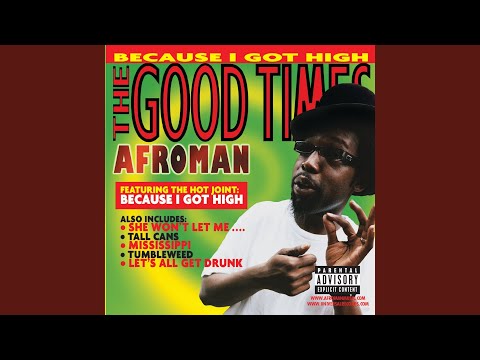 BECAUSE I GOT HIGH
THE GOOD TIMES
AFROMAN
FEATURING THE HOT JOINT:
BECAUSE I GOT HIGH
ALSO INCLUDES:
• SHE WON'T LET ME ....
• TALL CANS
• MISSISSIPPI
• TUMBLEWEED
• LET'S ALL GET DRUNK
PARENTAL
ADVISORY
EXPLICIT CONTENT